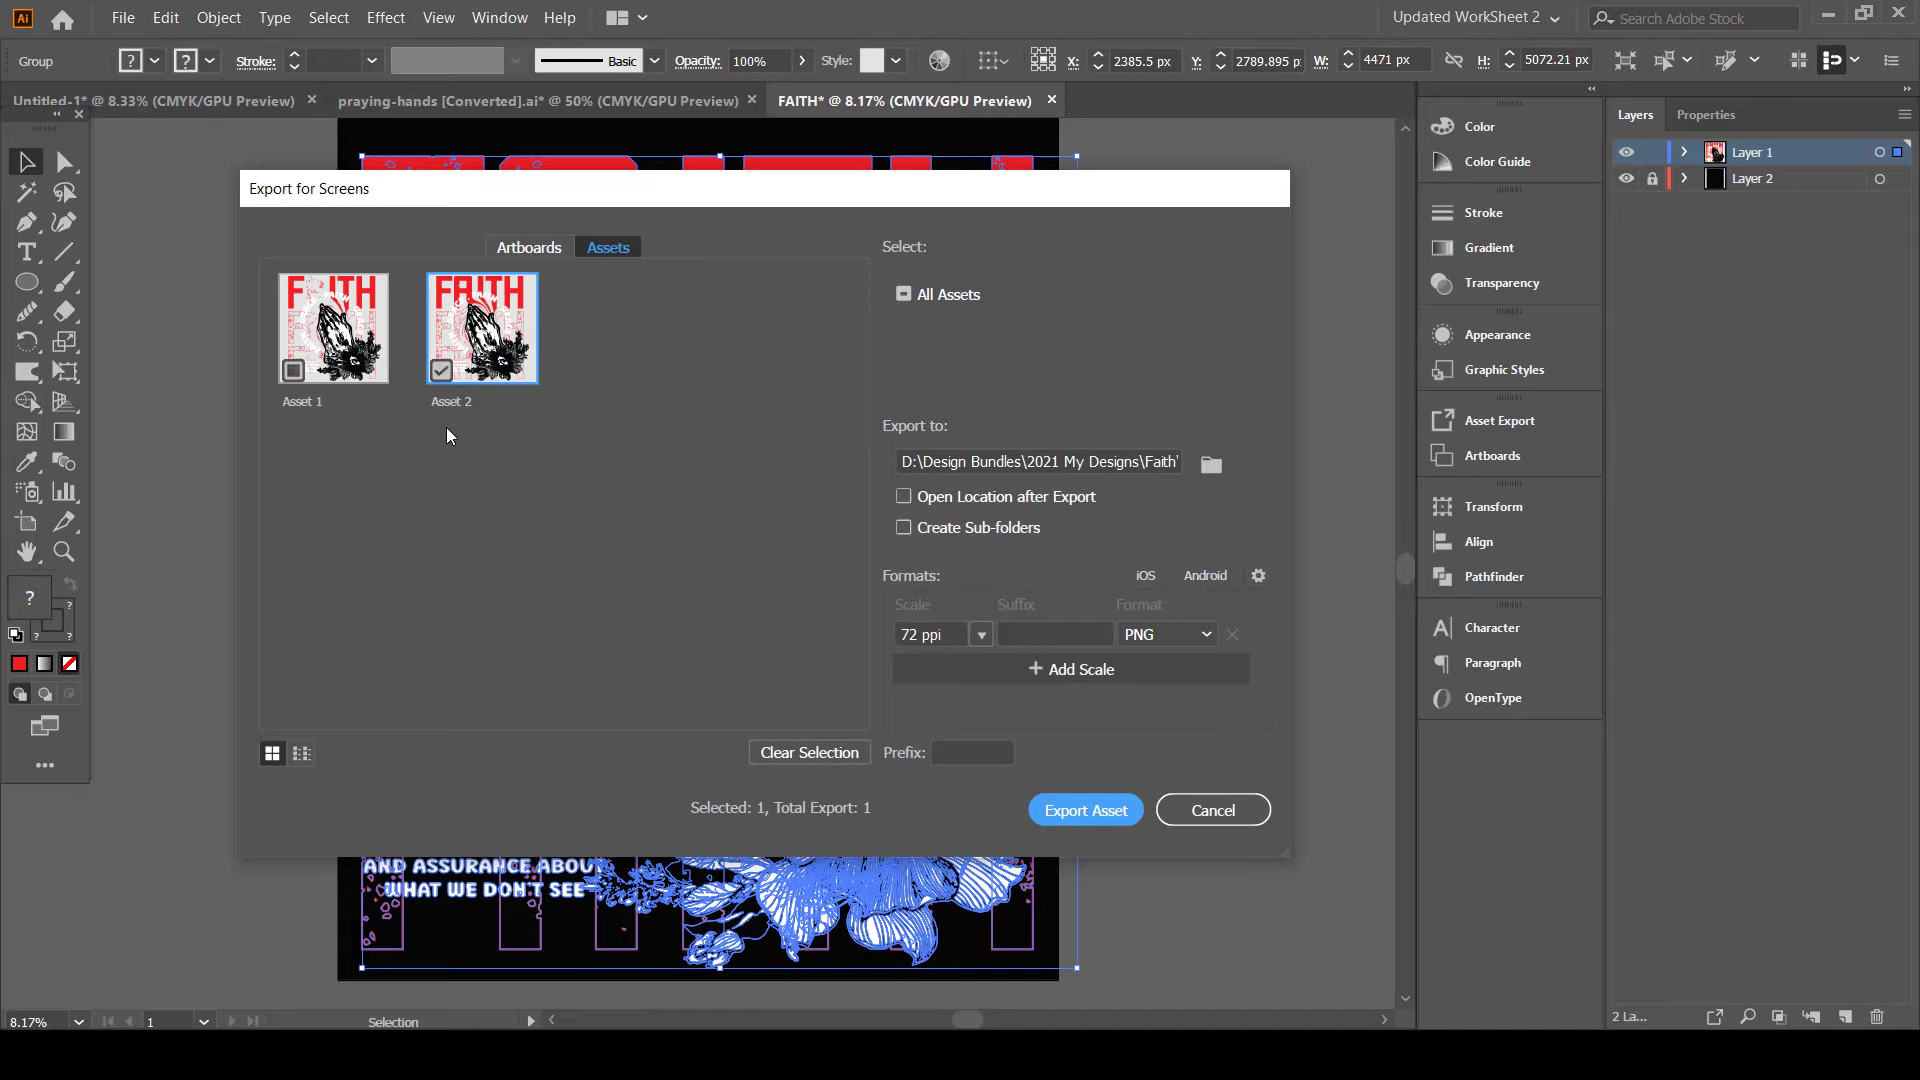 Ai File Edit Object Type Select Effect View Window Help Updated WorkSheet 2 Search Adobe Stock
Group ? ? Stroke: Basic Opacity: 100% Style: X: 2385.5 px Y: 2789.895 p W: 4471 px H: 5072.21 px
Untitled-1* @ 8.33% (CMYK/GPU Preview) praying-hands [Converted].ai* @ 50% (CMYK/GPU Preview) FAITH* @ 8.17% (CMYK/GPU Preview)
Export for Screens
Artboards Assets
Select:
All Assets
FAITH
FAITH
Asset 1 Asset 2
Export to:
D:\Design Bundles\2021 My Designs\Faith\
Open Location after Export
Create Sub-folders
Formats: iOS Android
Scale Suffix Format
72 ppi PNG
+ Add Scale
Clear Selection Prefix:
Selected: 1, Total Export: 1 Export Asset Cancel
AND ASSURANCE ABOUT
WHAT WE DON'T SEE
8.17% 1 Selection
Color
Color Guide
Stroke
Gradient
Transparency
Appearance
Graphic Styles
Asset Export
Artboards
Transform
Align
Pathfinder
Character
Paragraph
OpenType
Layers Properties
Layer 1
Layer 2
2 La...